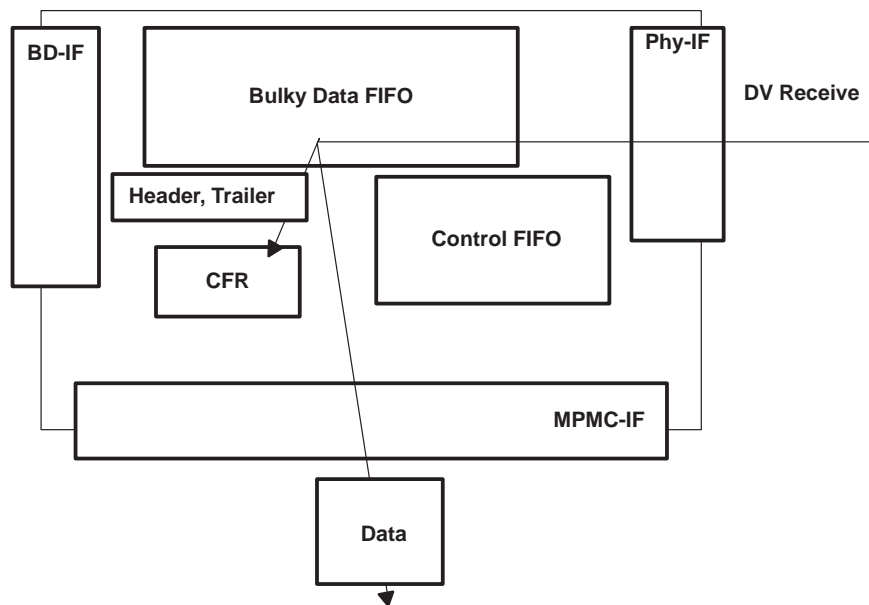 BD-IF
Phy-IF
Bulky Data FIFO
DV Receive
Header, Trailer
Control FIFO
CFR
MPMC-IF
Data